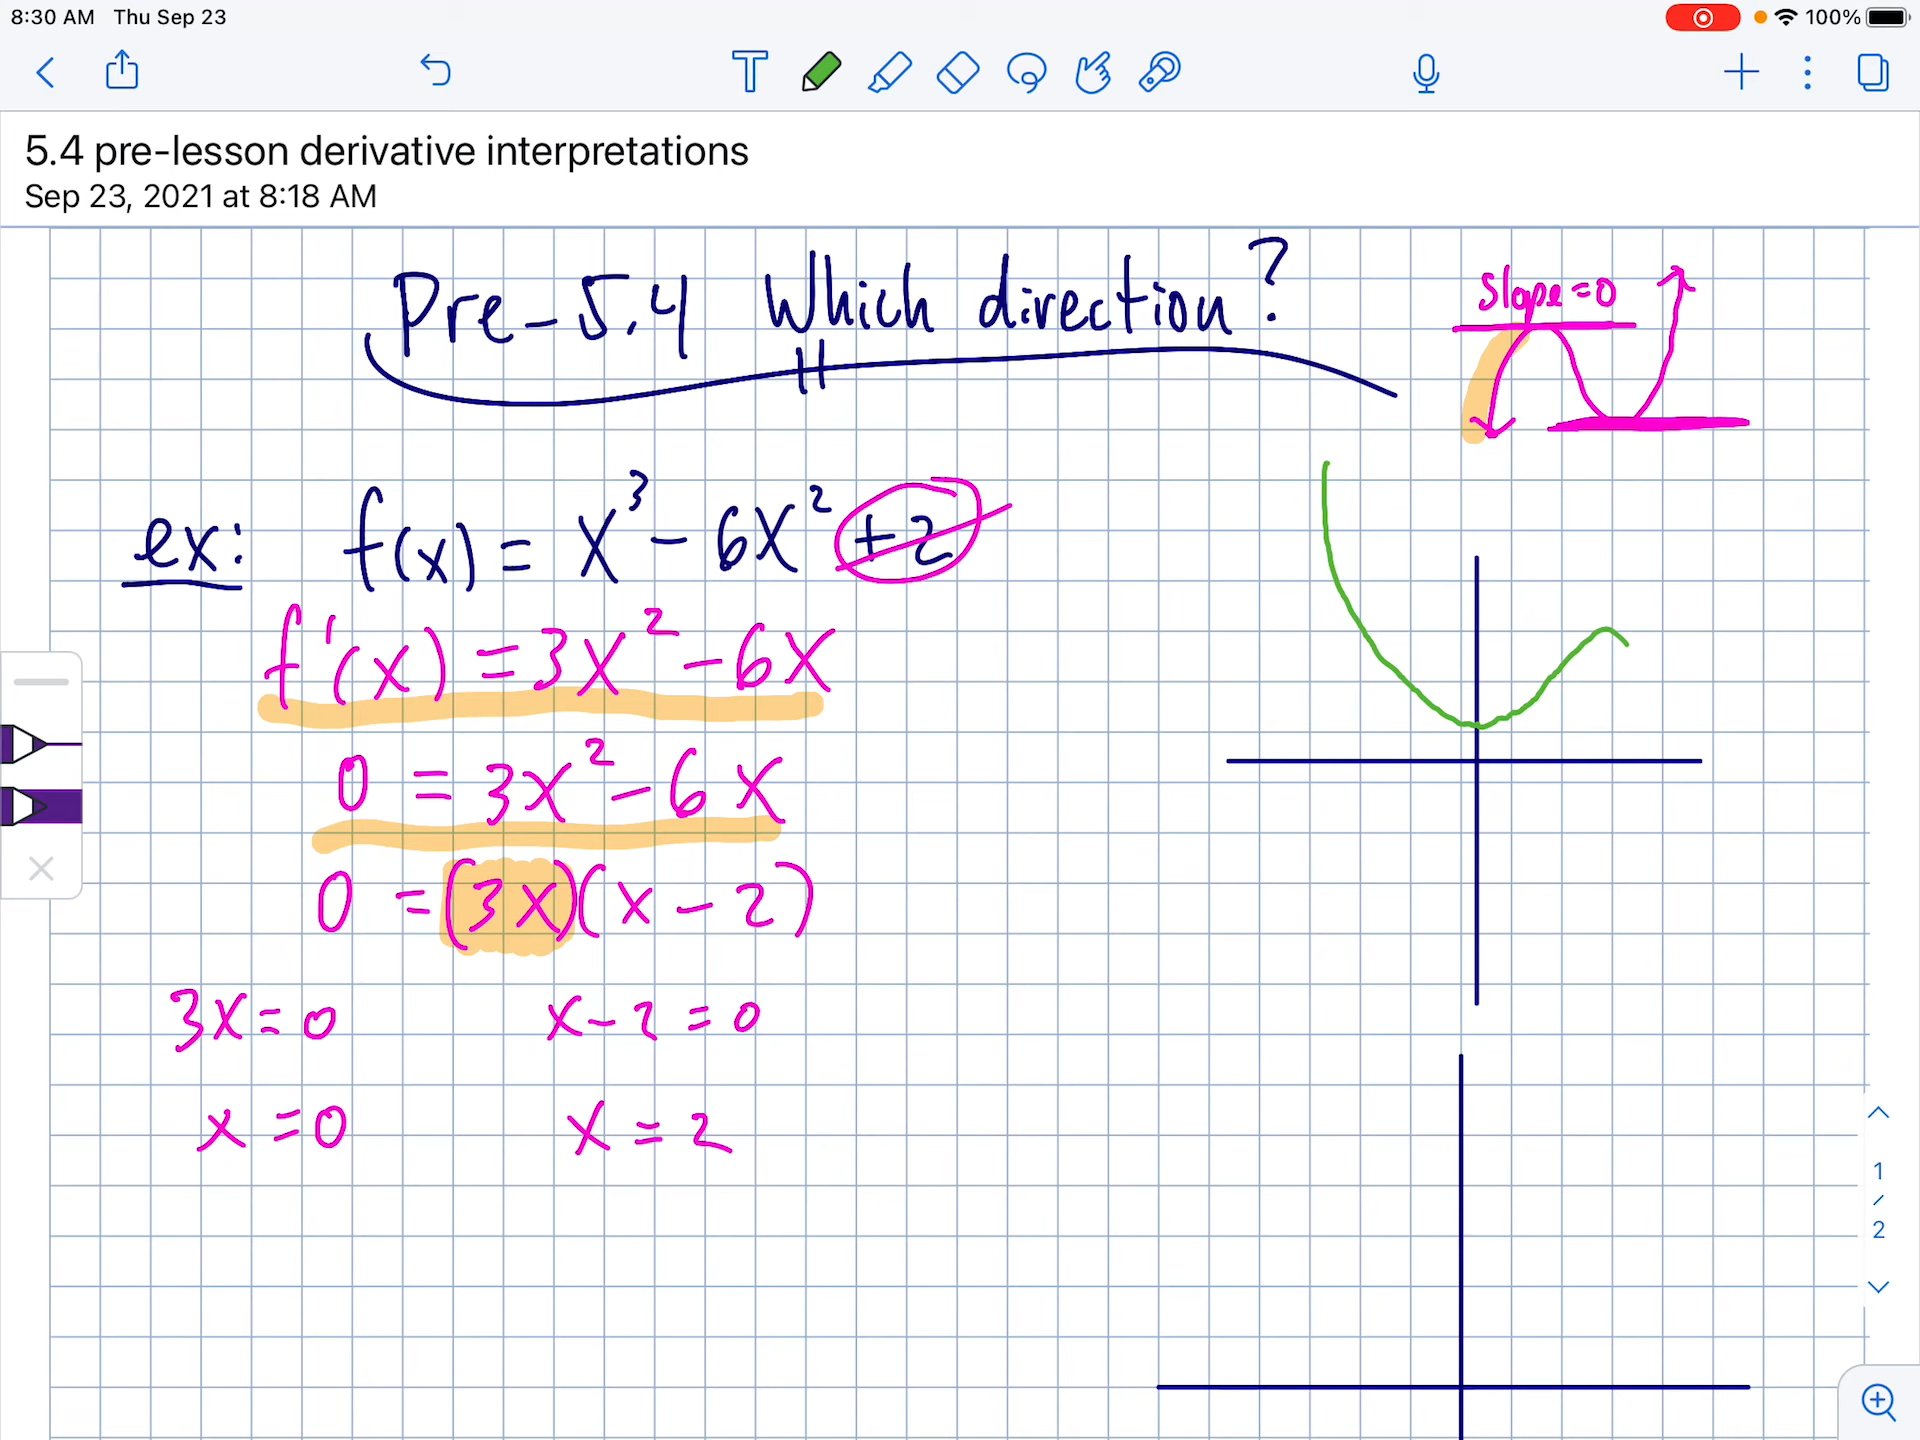 8:30 AM Thu Sep 23 100%
T
5.4 pre-lesson derivative interpretations
Sep 23, 2021 at 8:18 AM
Pre-5.4 Which direction?
slope=0
ex: f(x) = x³ - 6x² +2
f'(x) = 3x² - 6x
0 = 3x² - 6x
0 = (3x)(x - 2)
3x=0 x-2=0
x=0 x=2
1
/
2